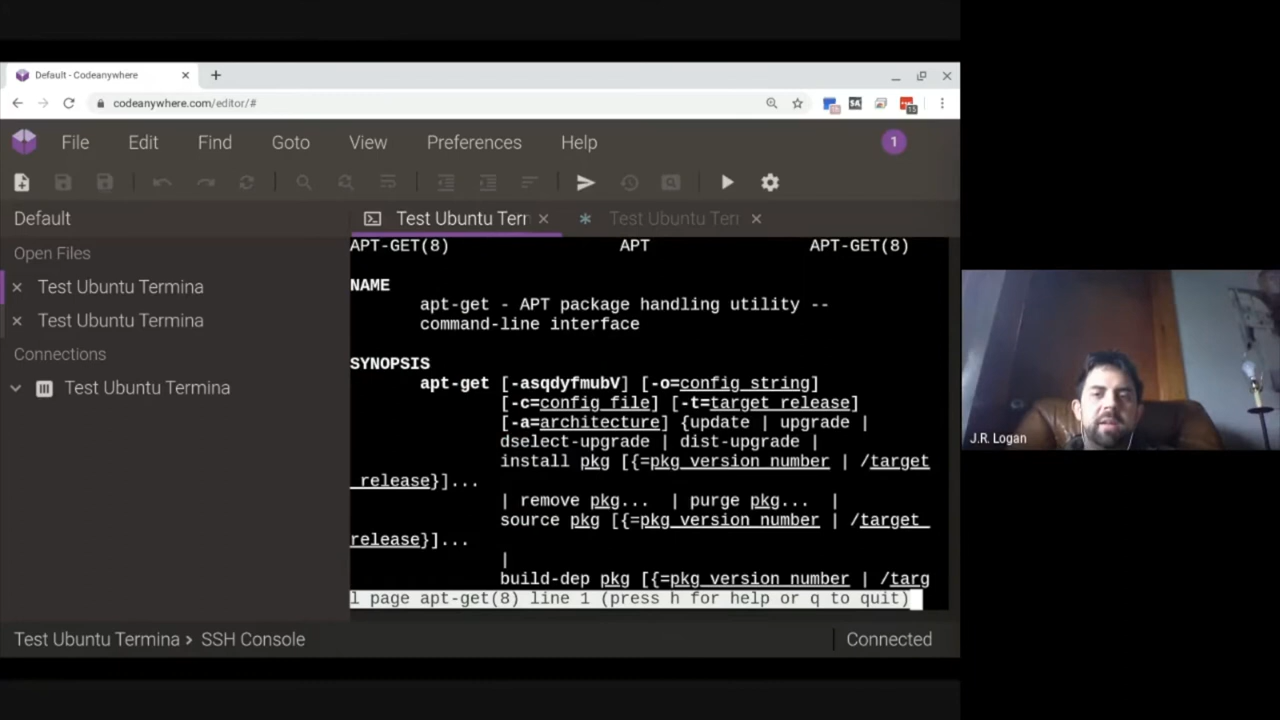 Default - Codeanywhere
codeanywhere.com/editor/#
File Edit Find Goto View Preferences Help 1
Default
Test Ubuntu Terr
Test Ubuntu Terr
Open Files
Test Ubuntu Termina
Test Ubuntu Termina
Connections
Test Ubuntu Termina
APT-GET(8) APT APT-GET(8)
NAME
apt-get - APT package handling utility --
command-line interface
SYNOPSIS
apt-get [-asqdyfmubV] [-o=config_string]
[-c=config_file] [-t=target_release]
[-a=architecture] {update | upgrade |
dselect-upgrade | dist-upgrade |
install pkg [{=pkg_version_number | /target
_release}]...
| remove pkg... | purge pkg... |
source pkg [{=pkg_version_number | /target_
release}]...
|
build-dep pkg [{=pkg_version_number | /targ
l page apt-get(8) line 1 (press h for help or q to quit)
Test Ubuntu Termina > SSH Console
Connected
J.R. Logan